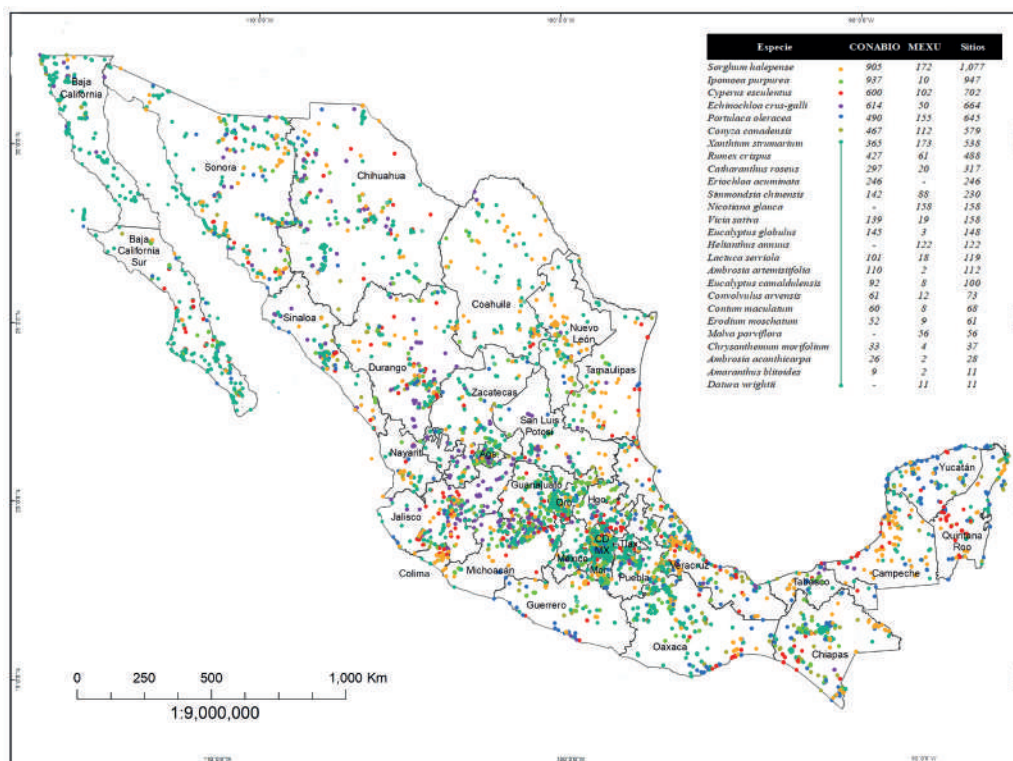 Especie CONABIO MEXU Sitios
Sorghum halepense 905 172 1,077
Ipomoea purpurea 937 10 947
Cyperus esculentus 600 102 702
Echinochloa crus-galli 614 50 664
Portulaca oleracea 490 155 645
Conyza canadensis 467 112 579
Xanthium strumarium 365 173 538
Rumex crispus 427 61 488
Catharanthus roseus 297 20 317
Eriochloa acuminata 246 - 246
Simmondsia chinensis 142 88 230
Nicotiana glauca - 158 158
Vicia sativa 139 19 158
Eucalyptus globulus 145 3 148
Helianthus annuus - 122 122
Lactuca serriola 101 18 119
Ambrosia artemisiifolia 110 2 112
Eucalyptus camaldulensis 92 8 100
Convolvulus arvensis 61 12 73
Conium maculatum 60 8 68
Erodium moschatum 52 9 61
Malva parviflora - 56 56
Chrysanthemum morifolium 33 4 37
Ambrosia acanthicarpa 26 2 28
Amaranthus blitoides 9 2 11
Datura wrightii - 11 11
Baja
California
Sonora
Chihuahua
Baja
California
Sur
Coahuila
Sinaloa
Nuevo
León
Durango
Tamaulipas
Zacatecas
San Luis
Potosí
Nayarit
Ags
Yucatán
Guanajuato
Qro
Hgo
Jalisco
Quintana
Roo
CD
MX
Tlax
México
Mor
Veracruz
Campeche
Colima
Michoacán
Puebla
Tabasco
Guerrero
Oaxaca
Chiapas
0 250 500 1,000 Km
1:9,000,000